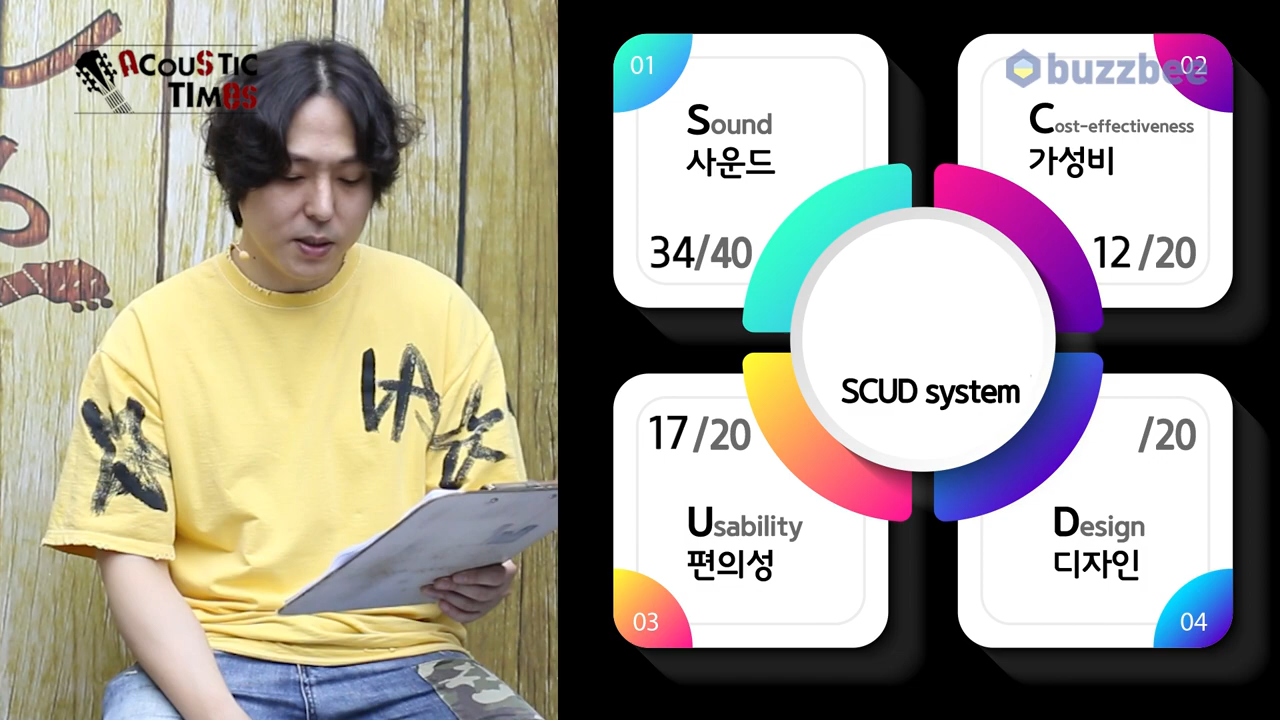 ACOUSTIC
TIMES
01
Sound
사운드
34/40
buzzbee
02
Cost-effectiveness
가성비
12/20
SCUD system
17/20
Usability
편의성
03
/20
Design
디자인
04